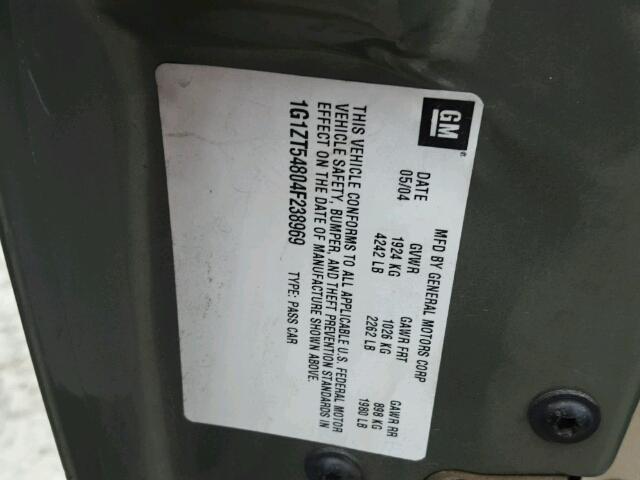 GM
MFD BY GENERAL MOTORS CORP
DATE GVWR GAWR FRT GAWR RR
05/04 1924 KG 1026 KG 898 KG
4242 LB 2262 LB 1980 LB
THIS VEHICLE CONFORMS TO ALL APPLICABLE U.S. FEDERAL MOTOR
VEHICLE SAFETY, BUMPER, AND THEFT PREVENTION STANDARDS IN
EFFECT ON THE DATE OF MANUFACTURE SHOWN ABOVE.
1G1ZT54804F238969 TYPE: PASS CAR